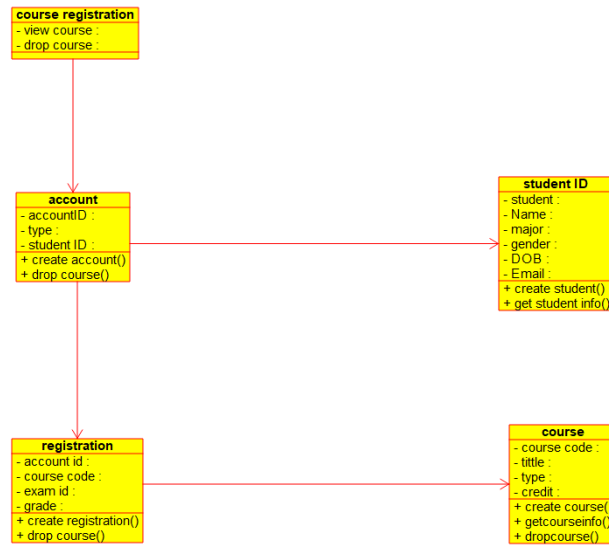 course registration
- view course :
- drop course :
account
- accountID :
- type :
- student ID :
+ create account()
+ drop course()
student ID
- student :
- Name :
- major :
- gender :
- DOB :
- Email :
+ create student()
+ get student info()
registration
- account id :
- course code :
- exam id :
- grade :
+ create registration()
+ drop course()
course
- course code :
- tittle :
- type :
- credit :
+ create course(
+ getcourseinfo()
+ dropcourse()